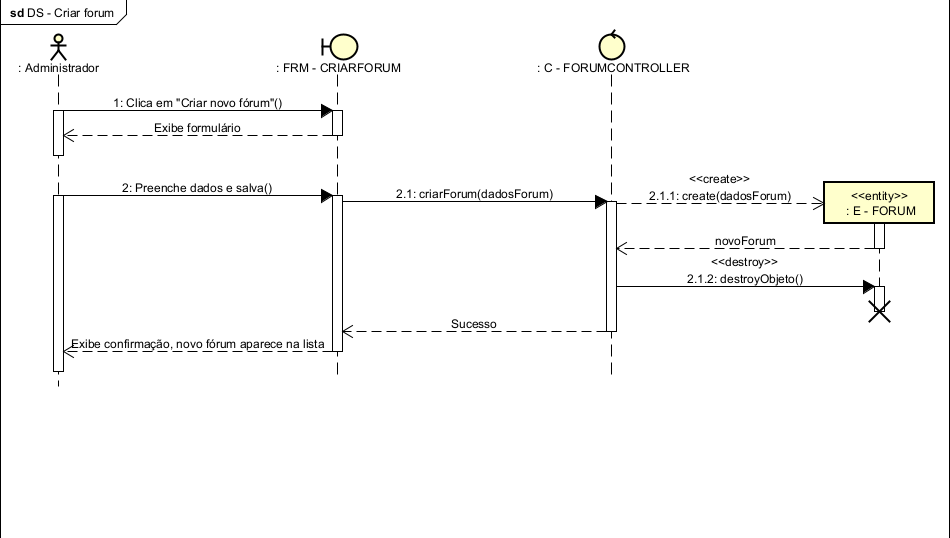 sd DS - Criar forum
: Administrador
: FRM - CRIARFORUM
: C - FORUMCONTROLLER
1: Clica em "Criar novo fórum"()
Exibe formulário
2: Preenche dados e salva()
2.1: criarForum(dadosForum)
<<create>>
2.1.1: create(dadosForum)
<<entity>>
: E - FORUM
novoForum
<<destroy>>
2.1.2: destroyObjeto()
Sucesso
Exibe confirmação, novo fórum aparece na lista